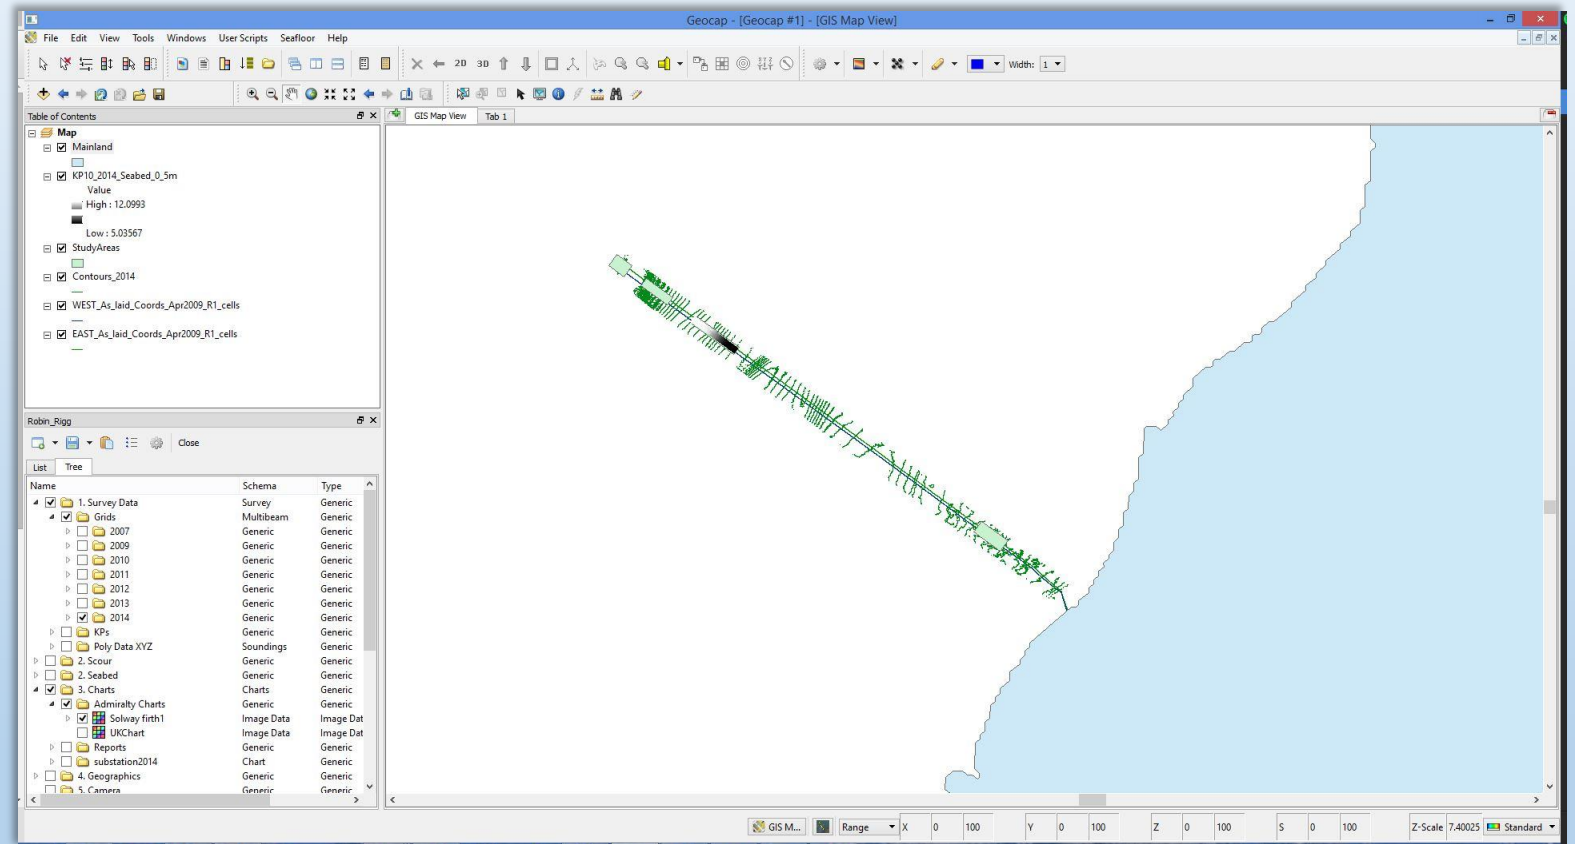 Geocap - [Geocap #1] - [GIS Map View]
File Edit View Tools Windows User Scripts Seafloor Help
2D 3D Width: 1
Table of Contents
GIS Map View Tab 1
Map
Mainland
KP10_2014_Seabed_0_5m
Value
High : 12.0993
Low : 5.03567
StudyAreas
Contours_2014
WEST_As_laid_Coords_Apr2009_R1_cells
EAST_As_laid_Coords_Apr2009_R1_cells
Robin_Rigg
Close
List Tree
Name Schema Type
1. Survey Data Survey Generic
Grids Multibeam Generic
2007 Generic Generic
2009 Generic Generic
2010 Generic Generic
2011 Generic Generic
2012 Generic Generic
2013 Generic Generic
2014 Generic Generic
KPs Generic Generic
Poly Data XYZ Soundings Generic
2. Scour Generic Generic
2. Seabed Generic Generic
3. Charts Charts Generic
Admiralty Charts Generic Generic
Solway firth1 Image Data Image Dat
UKChart Image Data Image Dat
Reports Generic Generic
substation2014 Chart Generic
4. Geographics Generic Generic
5. Camera Generic Generic
GIS M... Range X 0 100 Y 0 100 Z 0 100 S 0 100 Z-Scale 7.40025 Standard